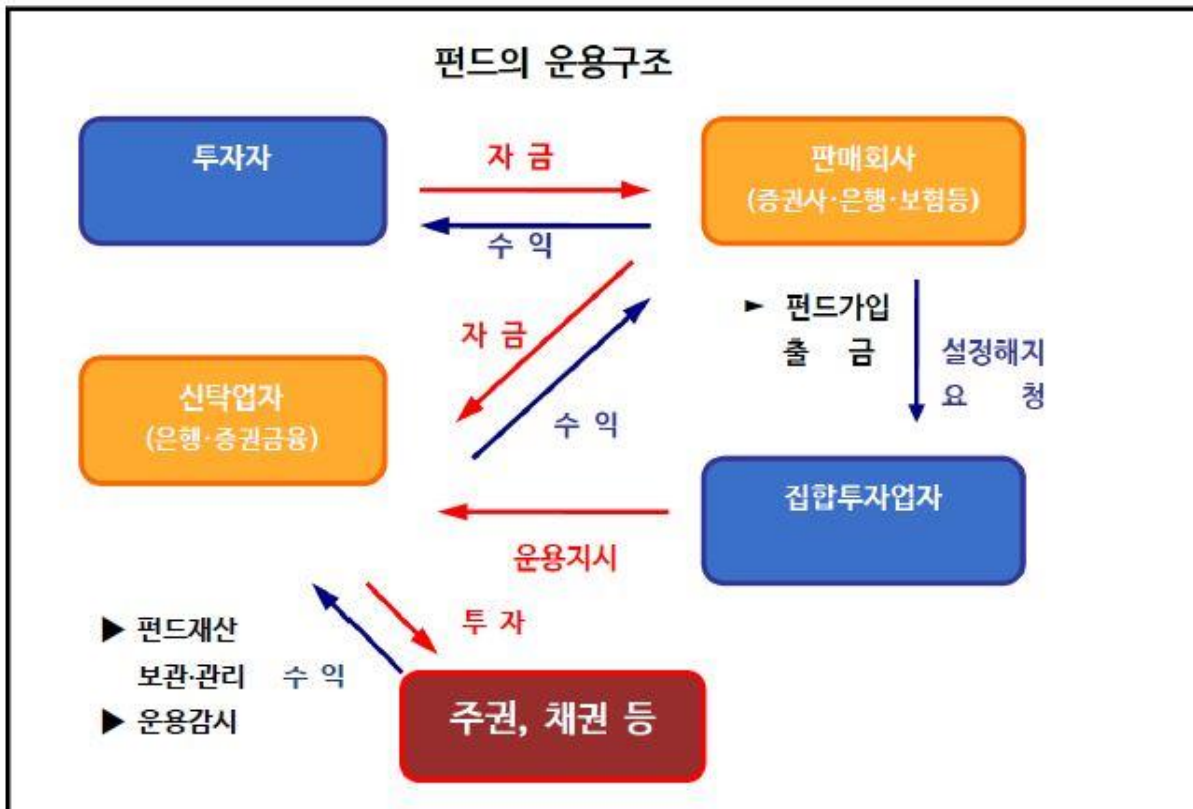 펀드의 운용구조
투자자
자 금
판매회사
(증권사·은행·보험등)
수 익
► 펀드가입
출 금
설정해지
요 청
자 금
신탁업자
(은행·증권금융)
수 익
집합투자업자
운용지시
▶ 펀드재산
보관·관리
▶ 운용감시
수 익
투 자
주권, 채권 등